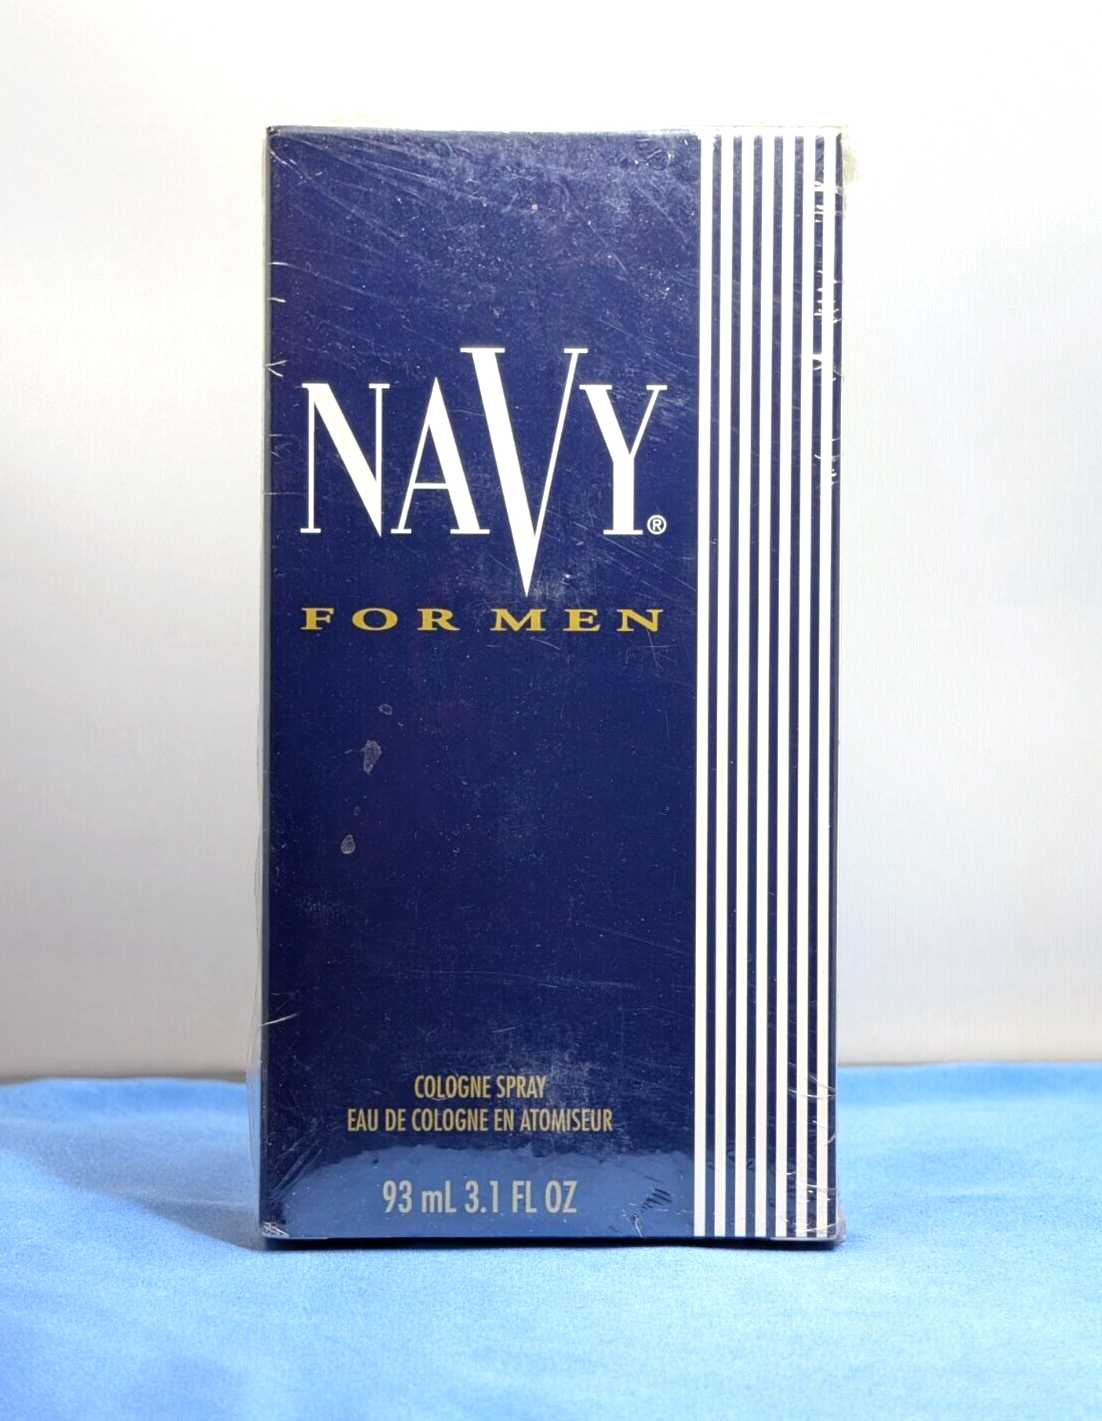 NAVY®
FOR MEN
COLOGNE SPRAY
EAU DE COLOGNE EN ATOMISEUR
93 mL 3.1 FL OZ